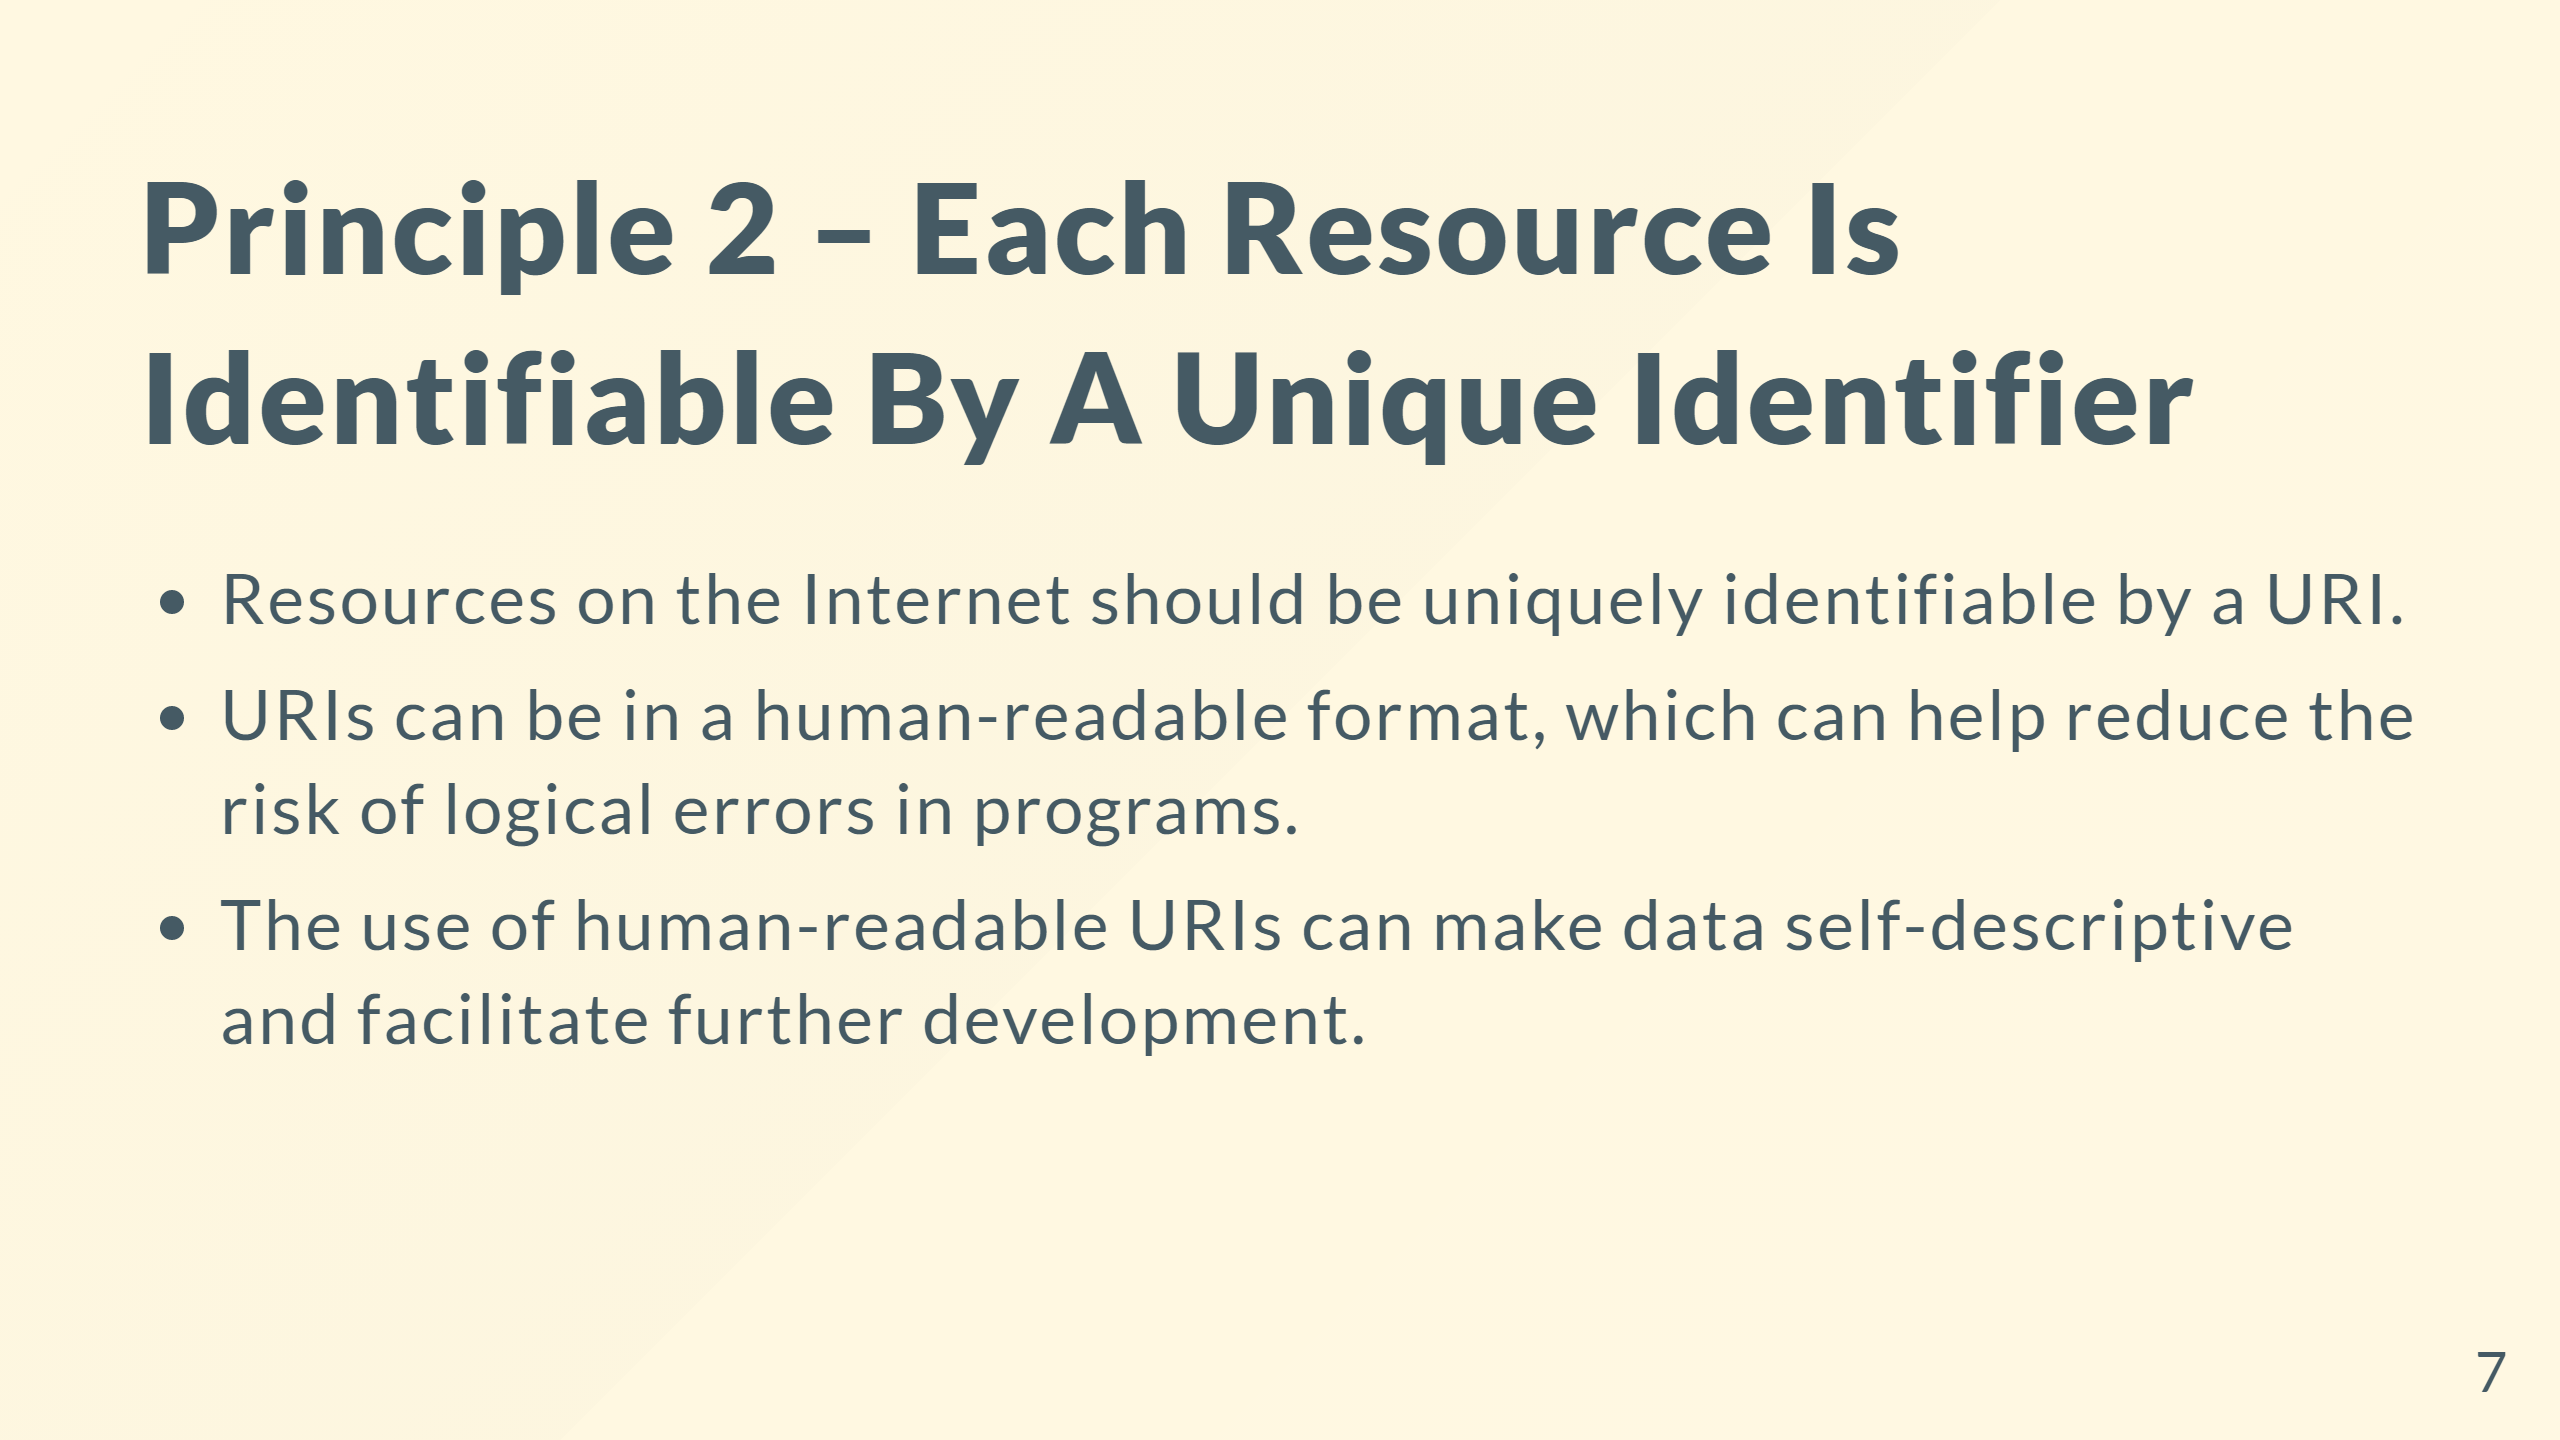 Principle 2 – Each Resource Is
Identifiable By A Unique Identifier
• Resources on the Internet should be uniquely identifiable by a URI.
• URIs can be in a human-readable format, which can help reduce the
risk of logical errors in programs.
• The use of human-readable URIs can make data self-descriptive
and facilitate further development.
7